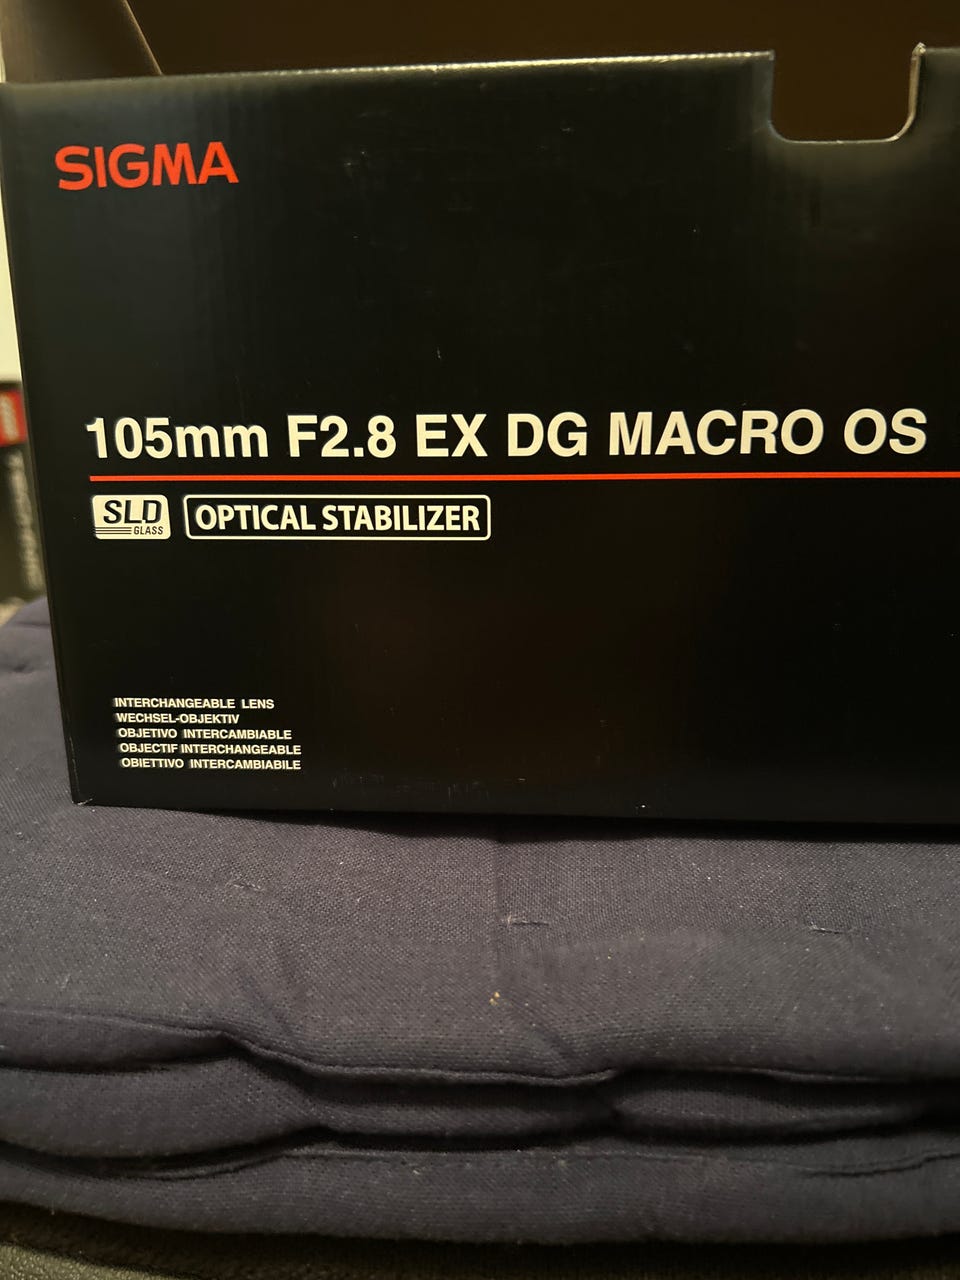 SIGMA
105mm F2.8 EX DG MACRO OS
SLD GLASS OPTICAL STABILIZER
INTERCHANGEABLE LENS
WECHSEL-OBJEKTIV
OBJETIVO INTERCAMBIABLE
OBJECTIF INTERCHANGEABLE
OBIETTIVO INTERCAMBIABILE